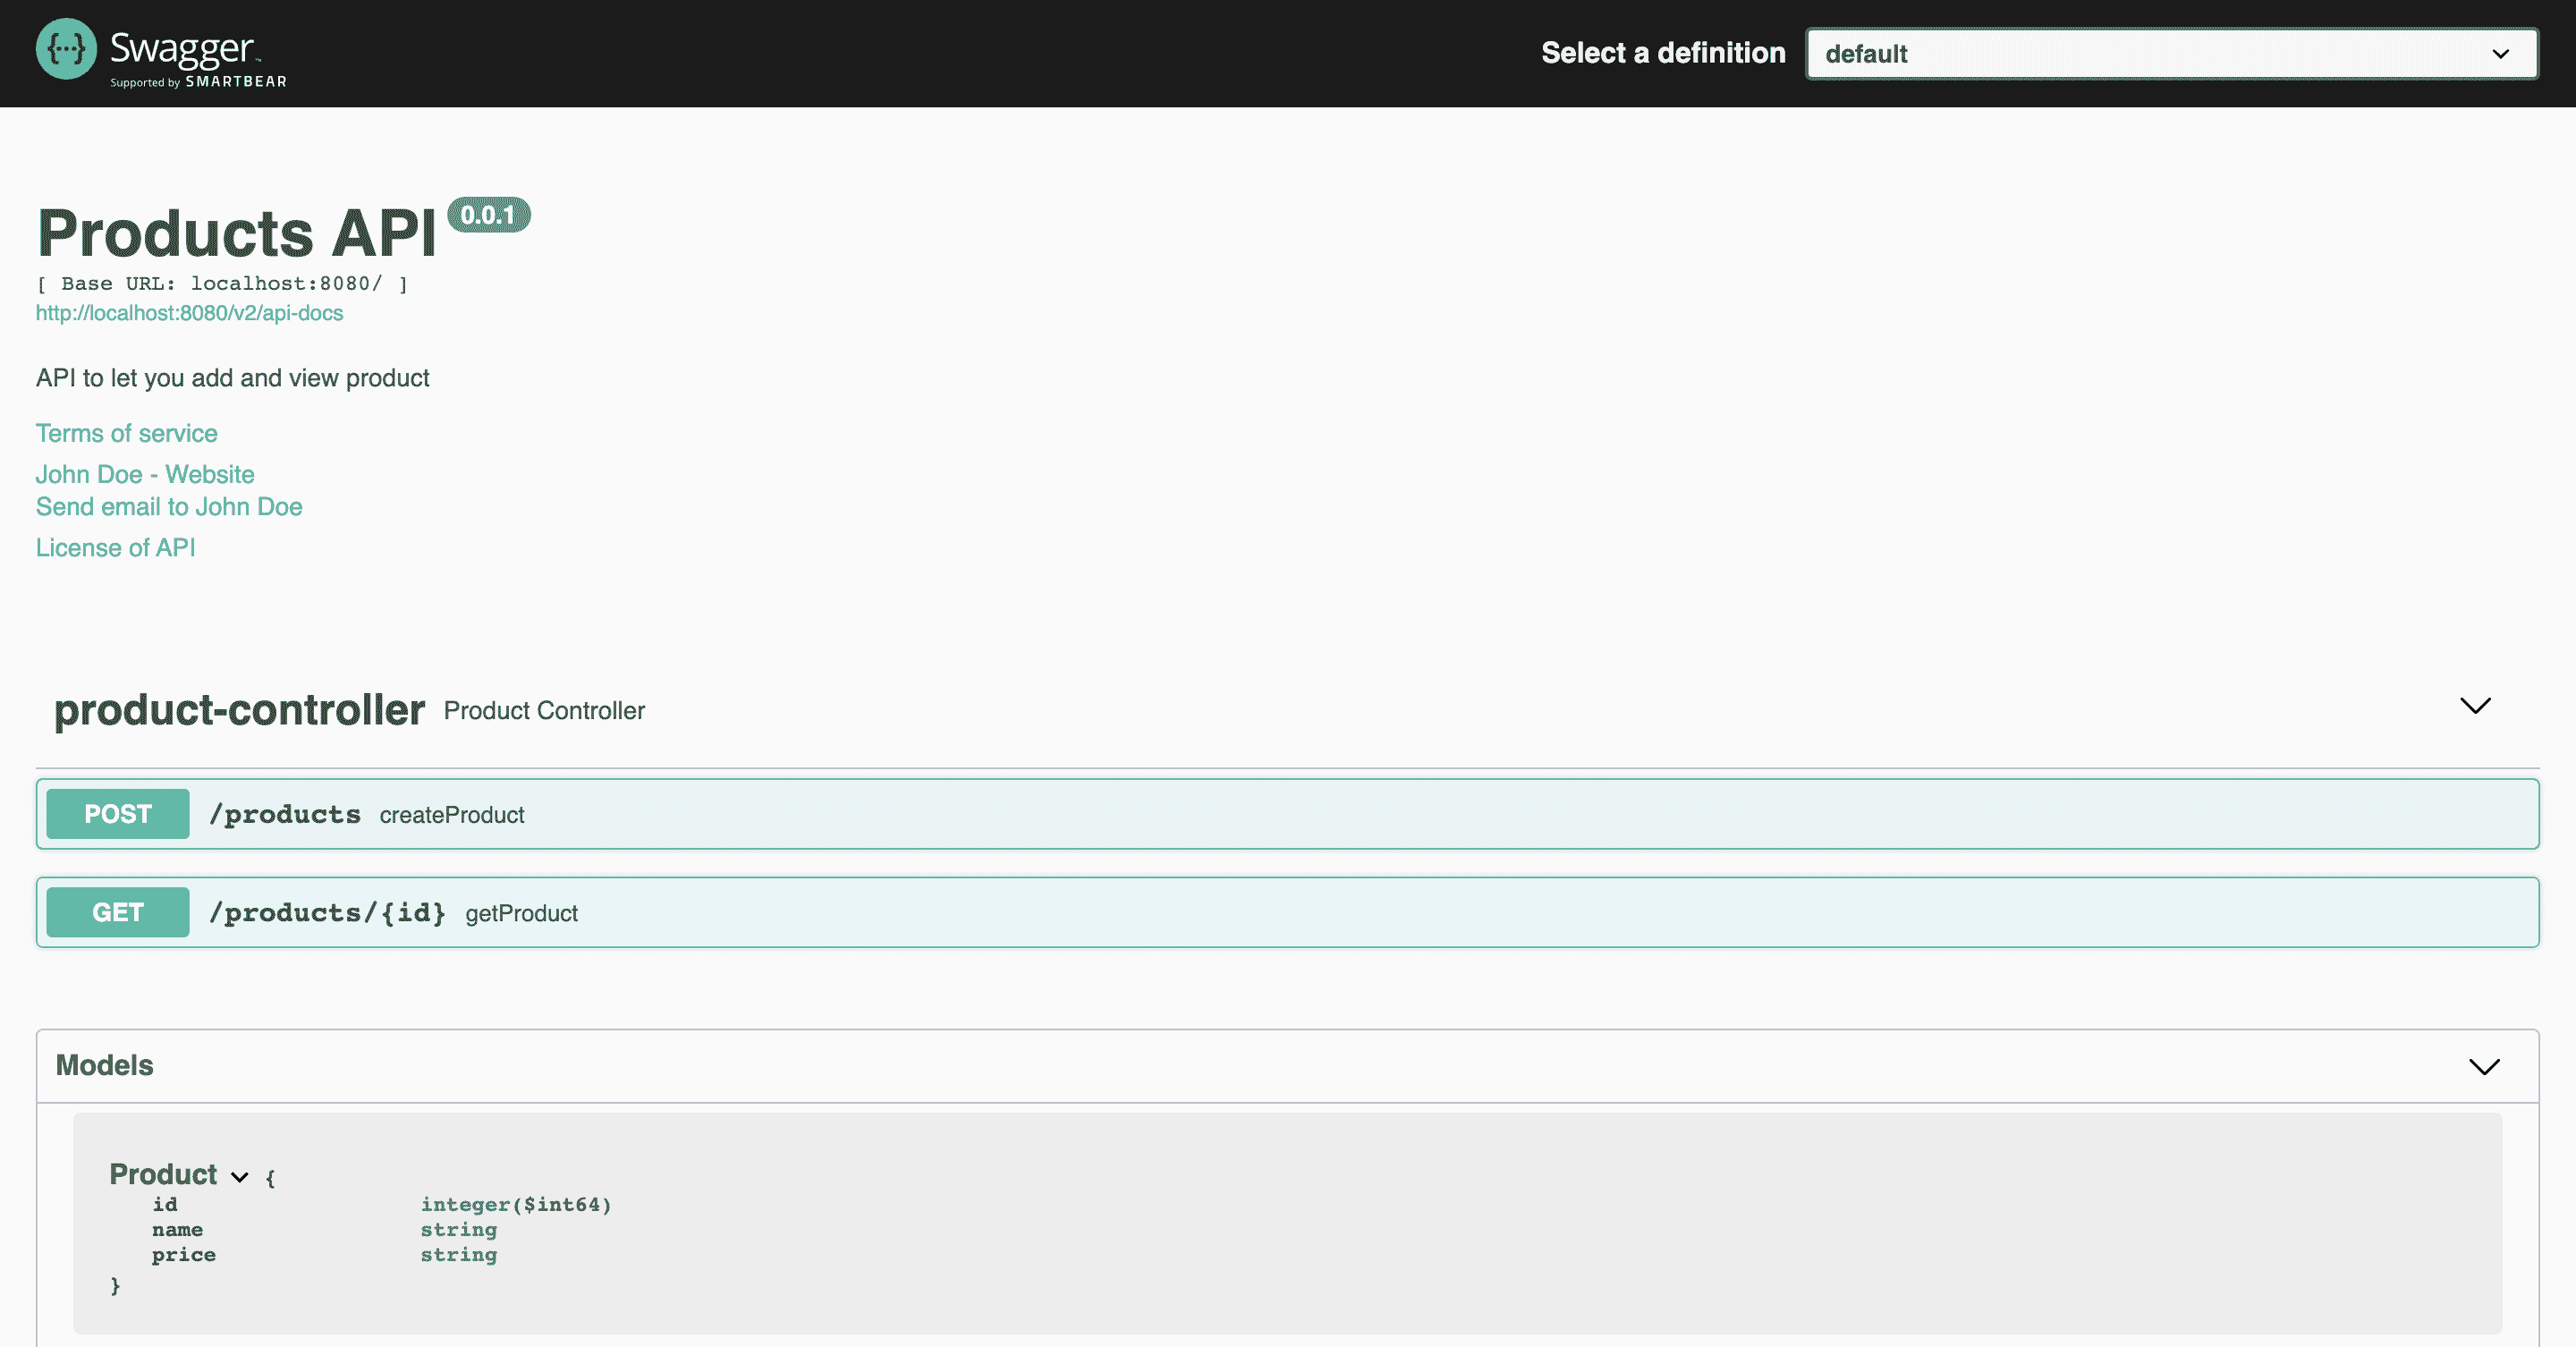 {···} Swagger™
Supported by SMARTBEAR
Select a definition default
Products API 0.0.1
[ Base URL: localhost:8080/ ]
http://localhost:8080/v2/api-docs
API to let you add and view product
Terms of service
John Doe - Website
Send email to John Doe
License of API
product-controller Product Controller
POST /products createProduct
GET /products/{id} getProduct
Models
Product {
id integer($int64)
name string
price string
}